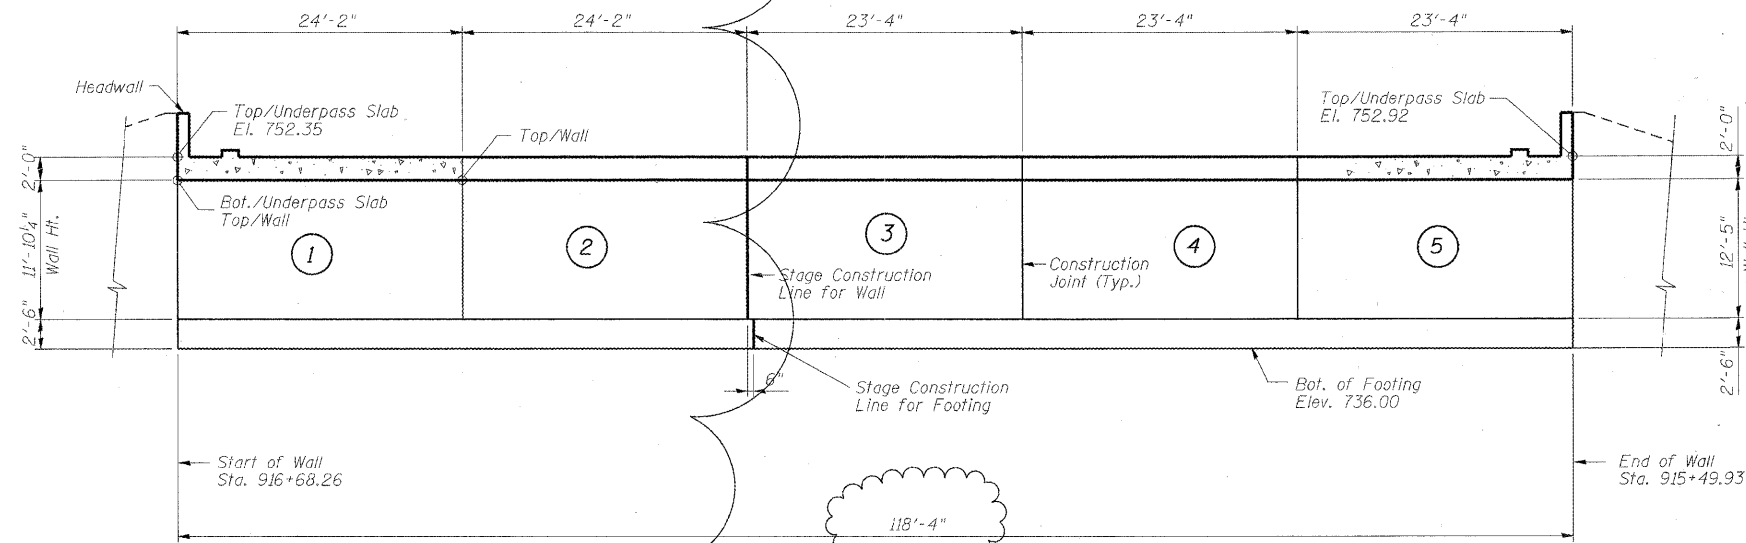 24'-2"
24'-2"
23'-4"
23'-4"
23'-4"
Headwall
Top/Underpass Slab
El. 752.35
Top/Wall
Top/Underpass Slab
El. 752.92
2'-0"
2'-0"
Bot./Underpass Slab
Top/Wall
11'-10¼"
Wall Ht.
1
2
3
4
5
12'-5"
Stage Construction
Line for Wall
Construction
Joint (Typ.)
2'-6"
2'-6"
6"
Stage Construction
Line for Footing
Bot. of Footing
Elev. 736.00
Start of Wall
Sta. 916+68.26
End of Wall
Sta. 915+49.93
118'-4"